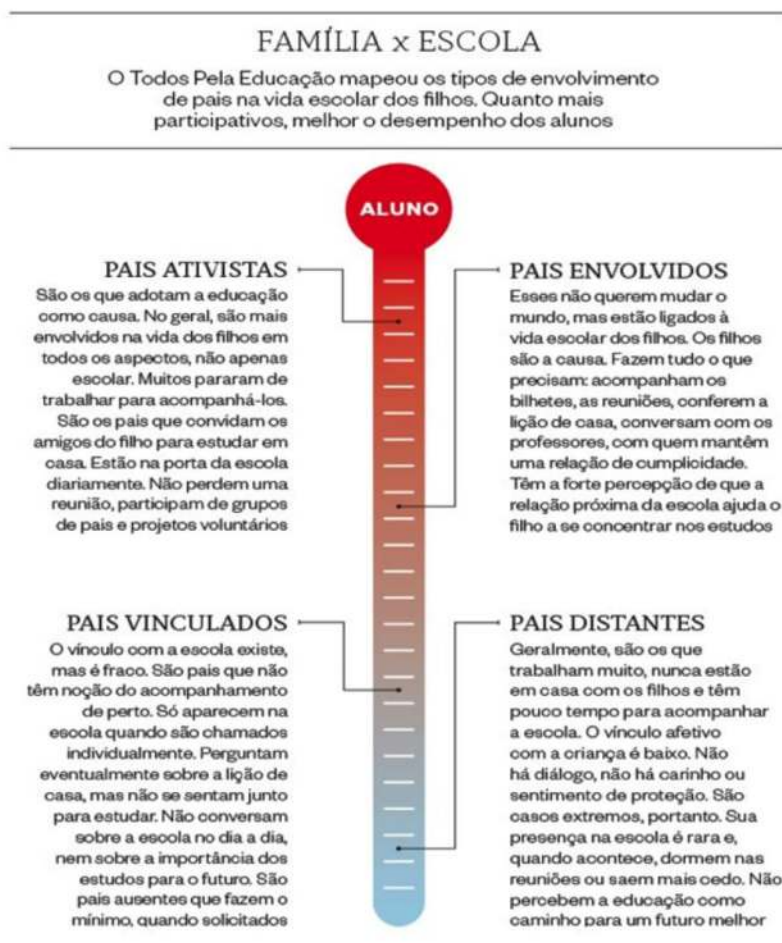 FAMÍLIA x ESCOLA
O Todos Pela Educação mapeou os tipos de envolvimento
de pais na vida escolar dos filhos. Quanto mais
participativos, melhor o desempenho dos alunos
ALUNO
PAIS ATIVISTAS
São os que adotam a educação
como causa. No geral, são mais
envolvidos na vida dos filhos em
todos os aspectos, não apenas
escolar. Muitos pararam de
trabalhar para acompanhá-los.
São os pais que convidam os
amigos do filho para estudar em
casa. Estão na porta da escola
diariamente. Não perdem uma
reunião, participam de grupos
de pais e projetos voluntários
PAIS ENVOLVIDOS
Esses não querem mudar o
mundo, mas estão ligados à
vida escolar dos filhos. Os filhos
são a causa. Fazem tudo o que
precisam: acompanham os
bilhetes, as reuniões, conferem a
lição de casa, conversam com os
professores, com quem mantêm
uma relação de cumplicidade.
Têm a forte percepção de que a
relação próxima da escola ajuda o
filho a se concentrar nos estudos
PAIS VINCULADOS
O vínculo com a escola existe,
mas é fraco. São pais que não
têm noção do acompanhamento
de perto. Só aparecem na
escola quando são chamados
individualmente. Perguntam
eventualmente sobre a lição de
casa, mas não se sentam junto
para estudar. Não conversam
sobre a escola no dia a dia,
nem sobre a importância dos
estudos para o futuro. São
pais ausentes que fazem o
mínimo, quando solicitados
PAIS DISTANTES
Geralmente, são os que
trabalham muito, nunca estão
em casa com os filhos e têm
pouco tempo para acompanhar
a escola. O vínculo afetivo
com a criança é baixo. Não
há diálogo, não há carinho ou
sentimento de proteção. São
casos extremos, portanto. Sua
presença na escola é rara e,
quando acontece, dormem nas
reuniões ou saem mais cedo. Não
percebem a educação como
caminho para um futuro melhor